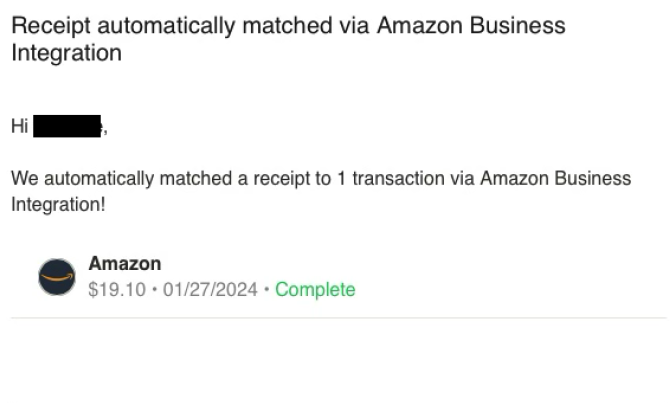 Receipt automatically matched via Amazon Business
Integration
Hi ,
We automatically matched a receipt to 1 transaction via Amazon Business
Integration!
Amazon
$19.10 • 01/27/2024 • Complete